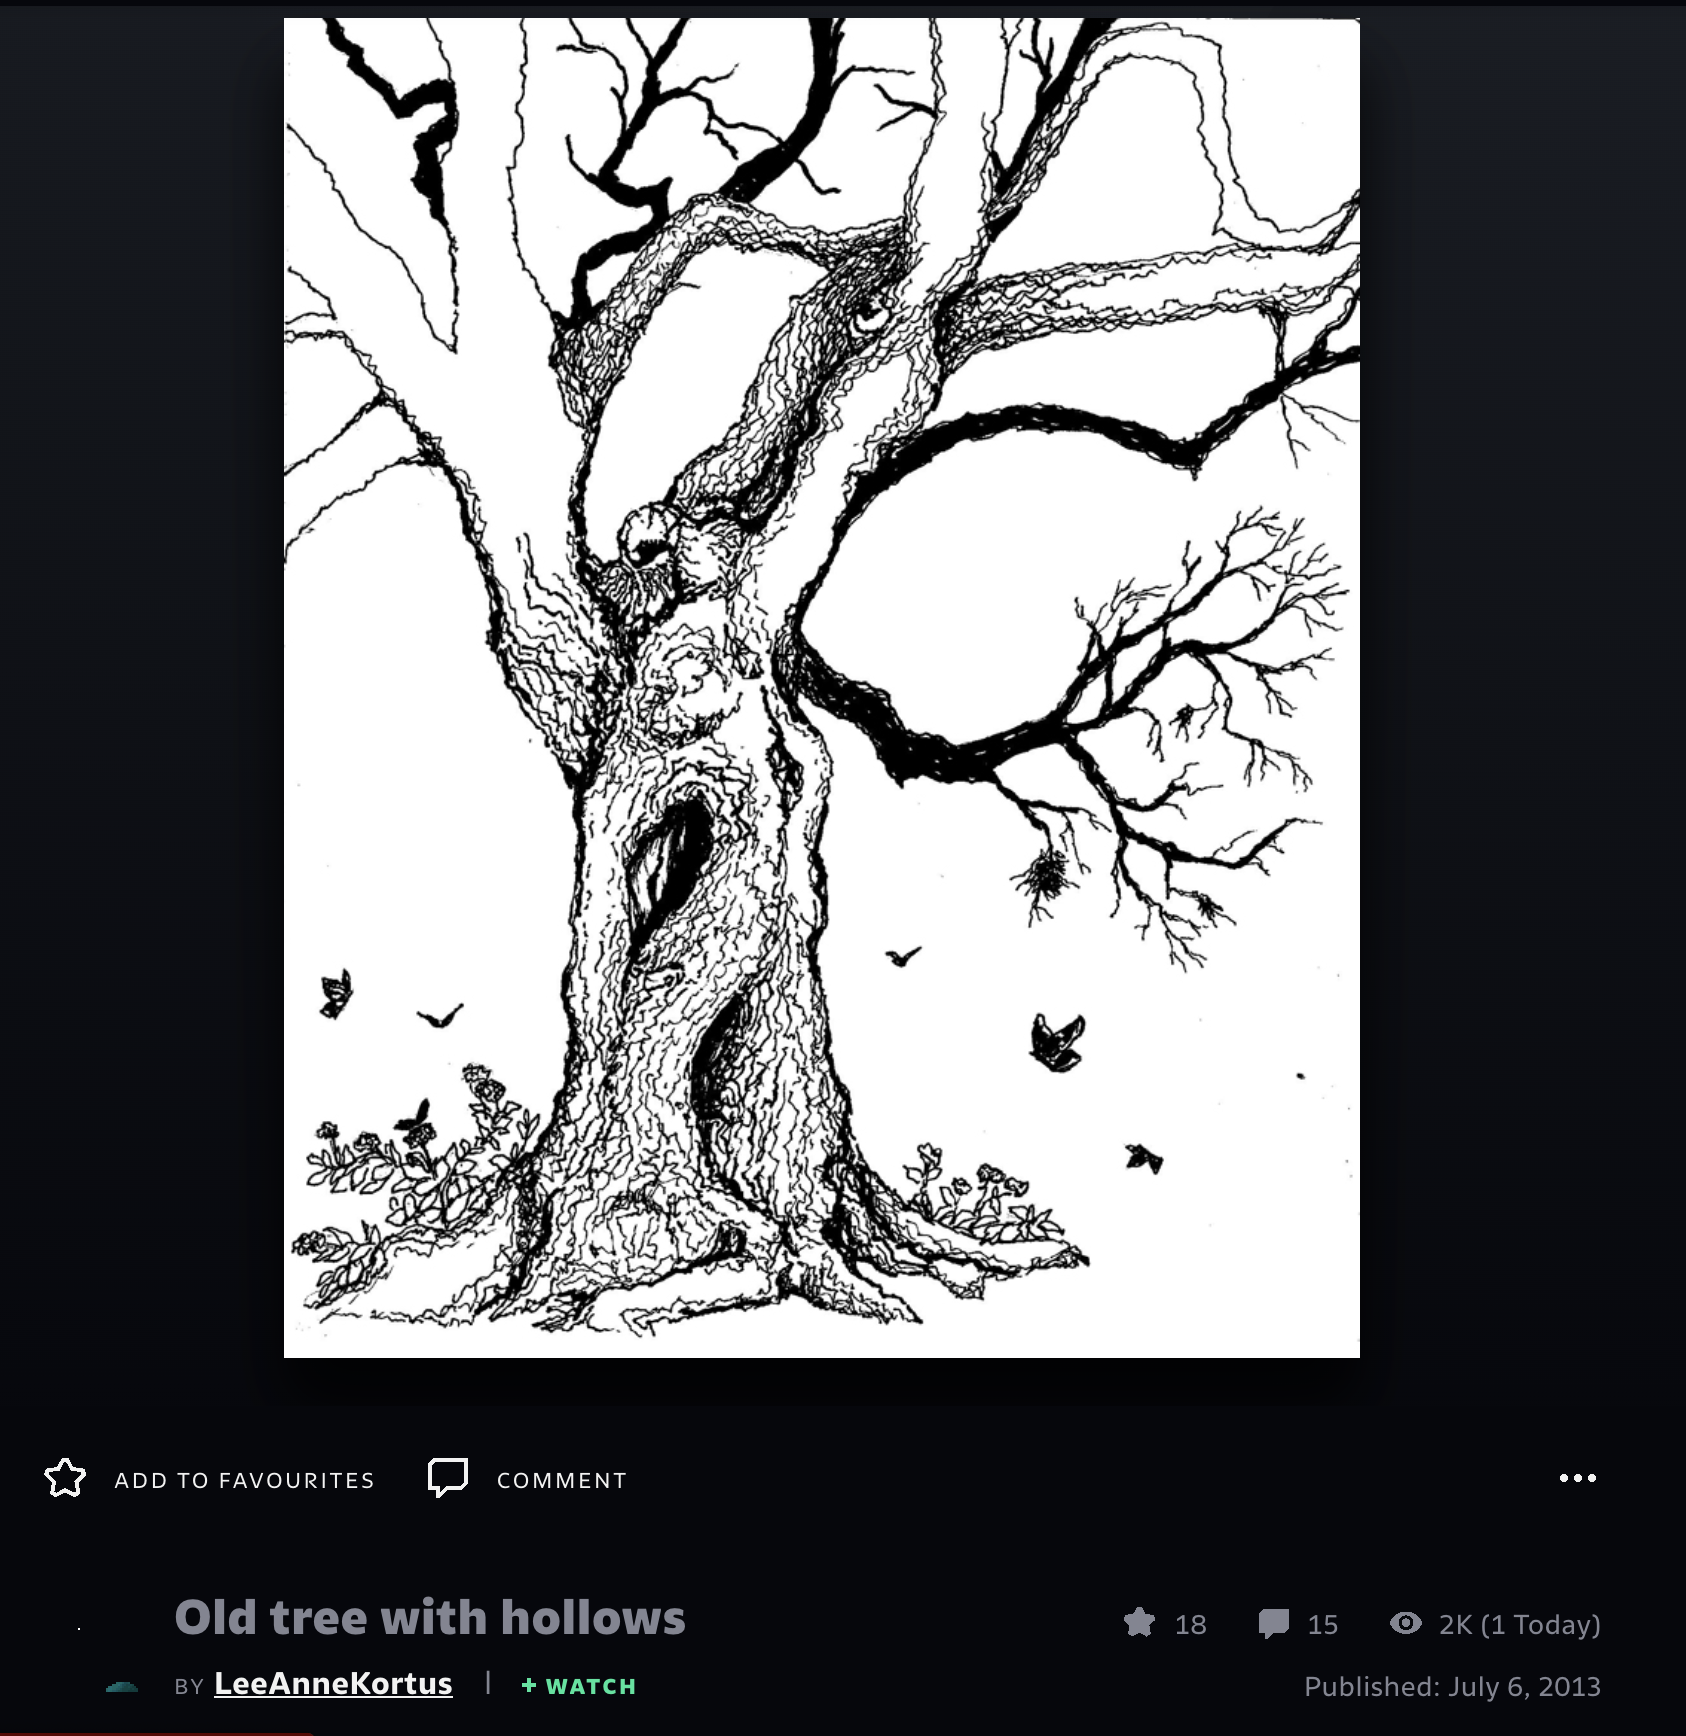 ADD TO FAVOURITES
COMMENT
Old tree with hollows
18
15
2K (1 Today)
BY LeeAnneKortus | + WATCH
Published: July 6, 2013